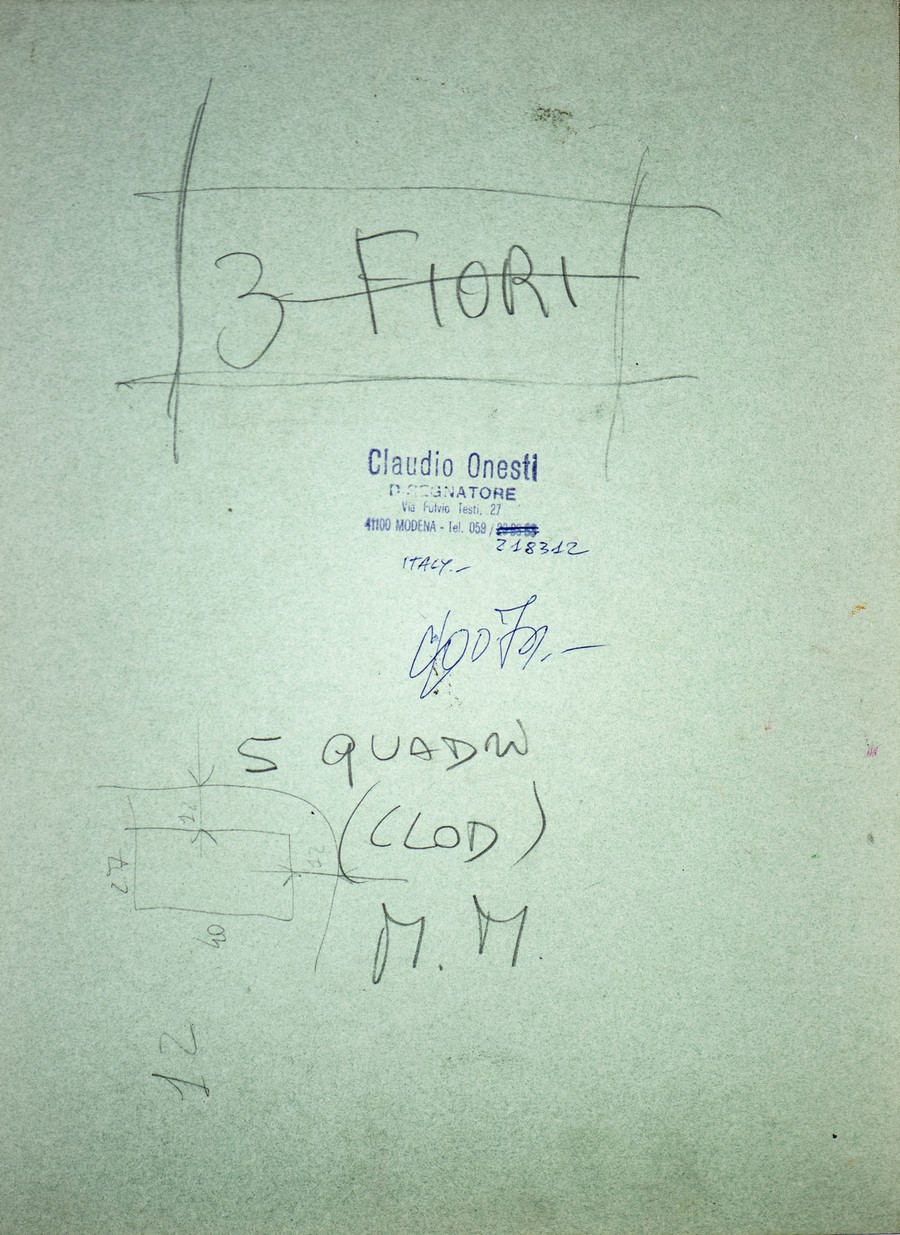 3 FIORI
Claudio Onesti
DISEGNATORE
Via Fulvio Testi, 27
41100 MODENA - Tel. 059 /
218312
ITALY.-
5 QUADRI
(CLOD)
M.M.
12
12
27
40
12